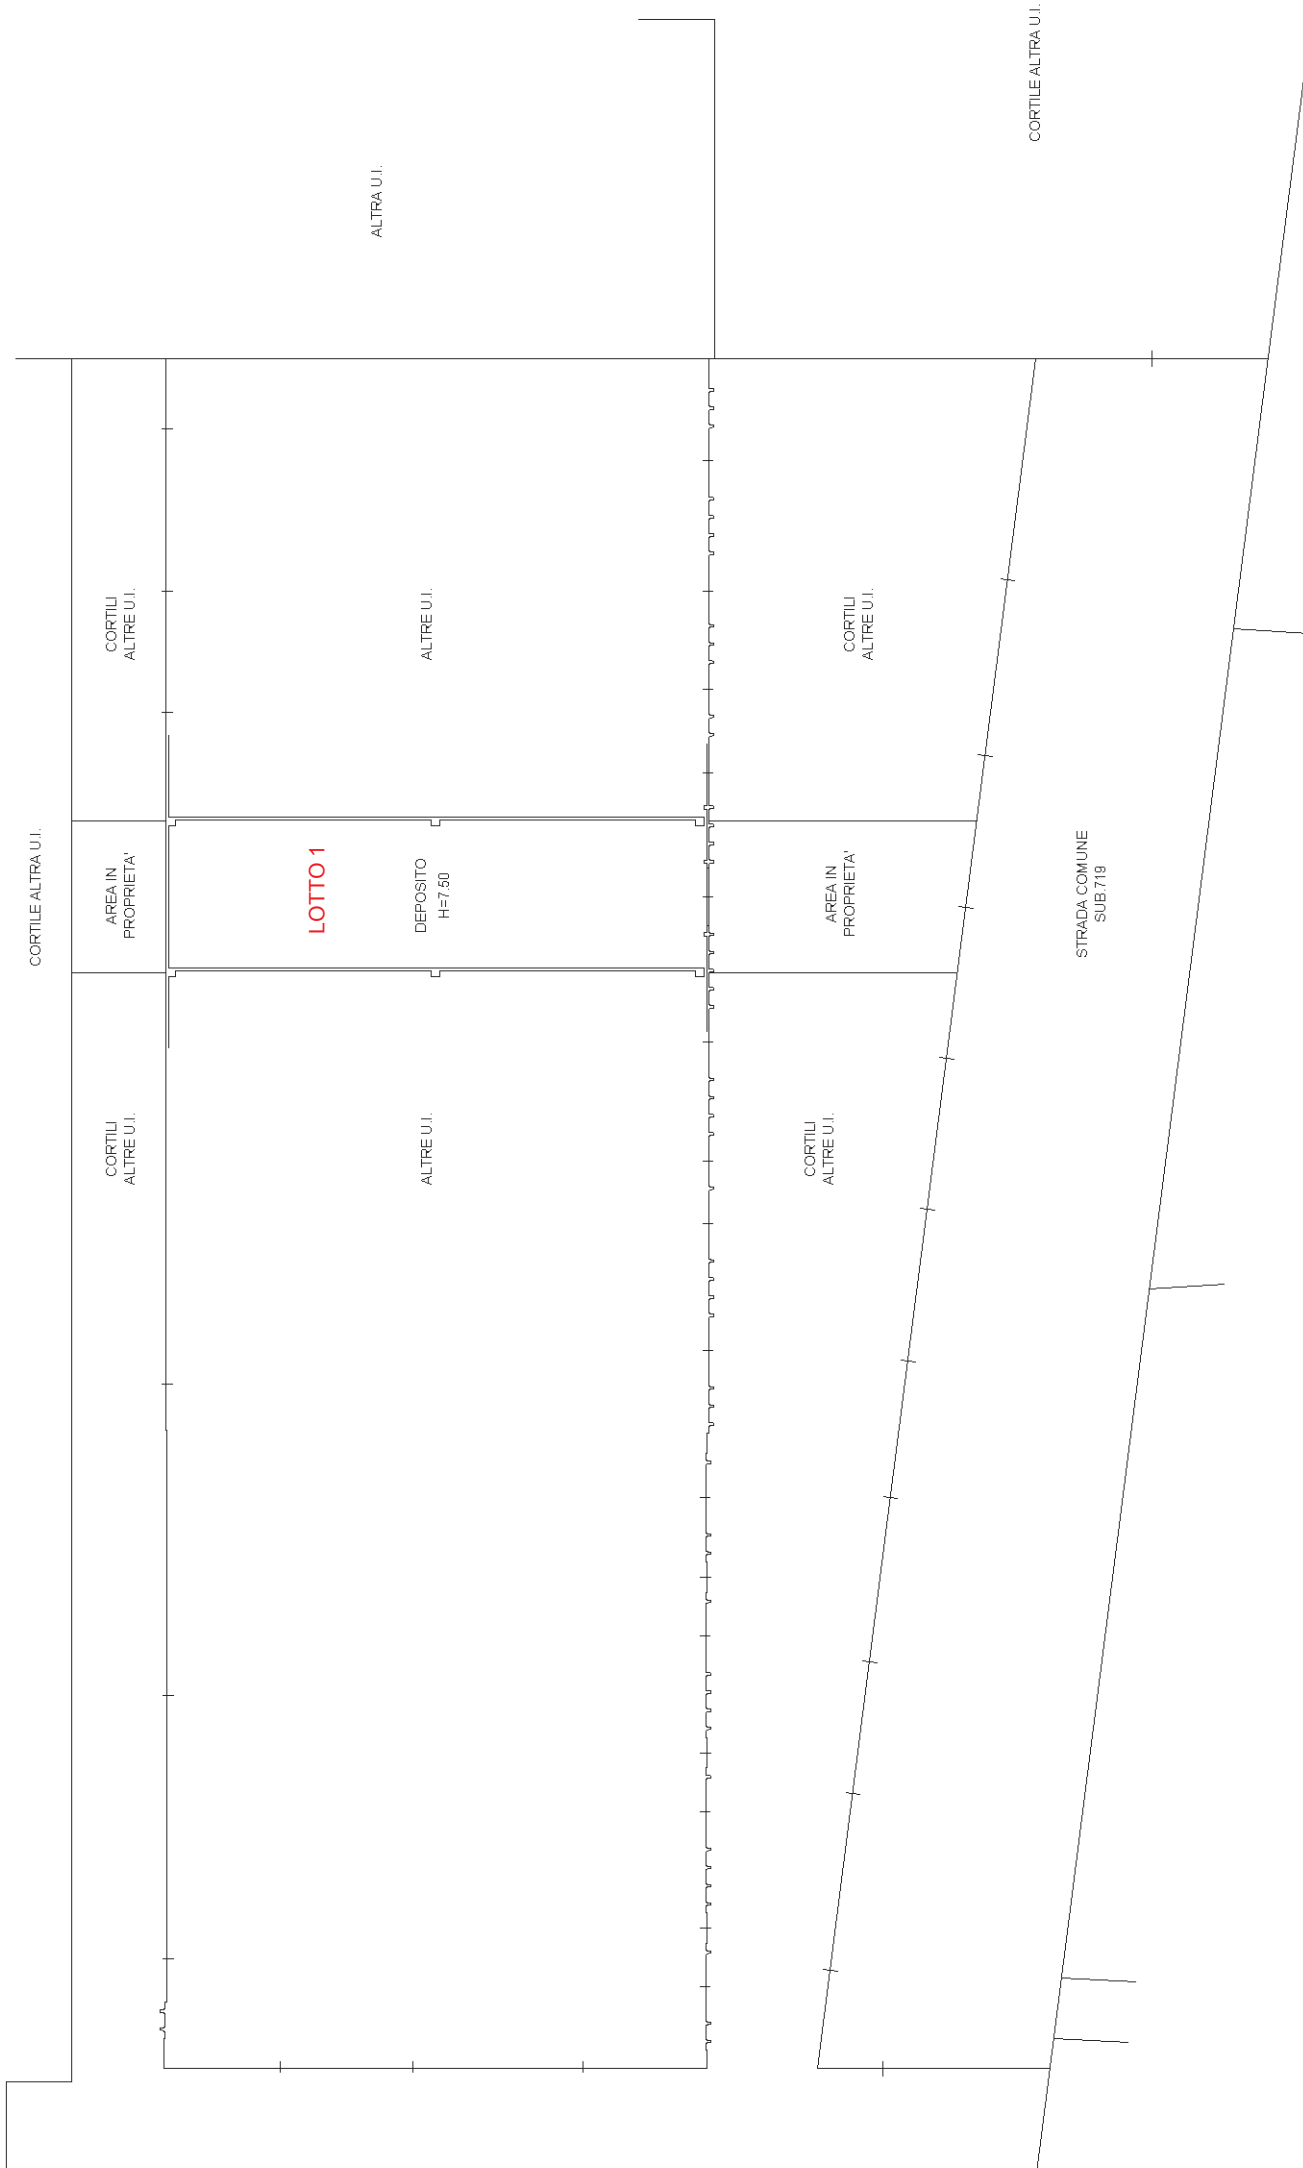 CORTILE ALTRA U.I.
ALTRA U.I.
CORTILI
ALTRE U.I.
ALTRE U.I.
CORTILI
ALTRE U.I.
CORTILE ALTRA U.I.
AREA IN
PROPRIETA'
LOTTO 1
DEPOSITO
H=7.50
AREA IN
PROPRIETA'
STRADA COMUNE
SUB.719
CORTILI
ALTRE U.I.
ALTRE U.I.
CORTILI
ALTRE U.I.